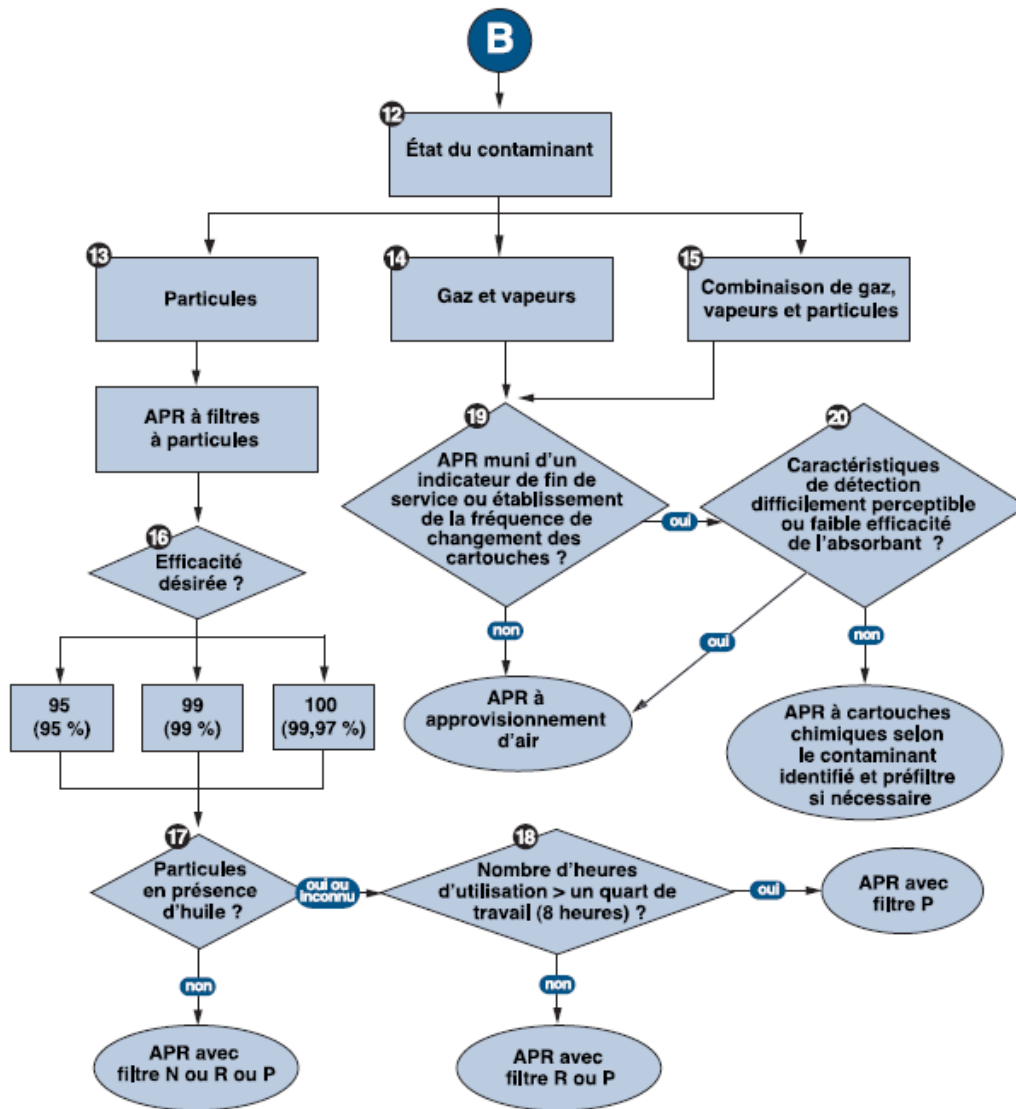 B
12
État du contaminant
13
Particules
14
Gaz et vapeurs
15
Combinaison de gaz,
vapeurs et particules
APR à filtres
à particules
19
APR muni d'un
indicateur de fin de
service ou établissement
de la fréquence de
changement des
cartouches ?
oui
20
Caractéristiques
de détection
difficilement perceptible
ou faible efficacité
de l'absorbant ?
16
Efficacité
désirée ?
non
oui
non
95
(95 %)
99
(99 %)
100
(99,97 %)
APR à
approvisionnement
d'air
APR à cartouches
chimiques selon
le contaminant
identifié et préfiltre
si nécessaire
17
Particules
en présence
d'huile ?
oui ou
inconnu
18
Nombre d'heures
d'utilisation > un quart de
travail (8 heures) ?
oui
APR avec
filtre P
non
non
APR avec
filtre N ou R ou P
APR avec
filtre R ou P